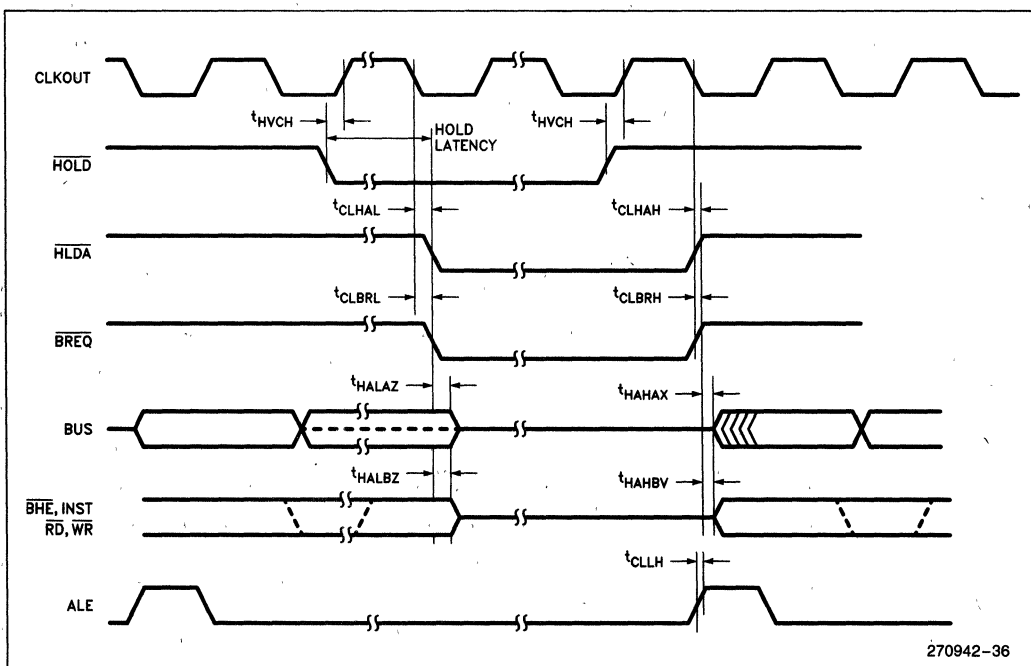 CLKOUT
tHVCH
tHVCH
HOLD
LATENCY
HOLD
tCLHAL
tCLHAH
HLDA
tCLBRL
tCLBRH
BREQ
tHALAZ
tHAHAX
BUS
tHALBZ
tHAHBV
BHE, INST
RD, WR
tCLLH
ALE
270942-36